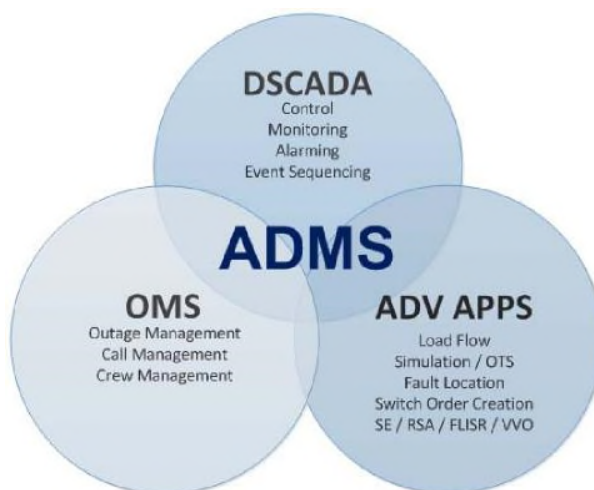 DSCADA
Control
Monitoring
Alarming
Event Sequencing
ADMS
OMS
Outage Management
Call Management
Crew Management
ADV APPS
Load Flow
Simulation / OTS
Fault Location
Switch Order Creation
SE / RSA / FLISR / VVO